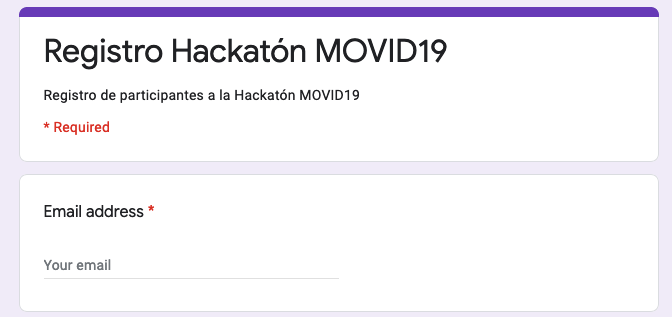 Registro Hackatón MOVID19
Registro de participantes a la Hackatón MOVID19
* Required
Email address *
Your email